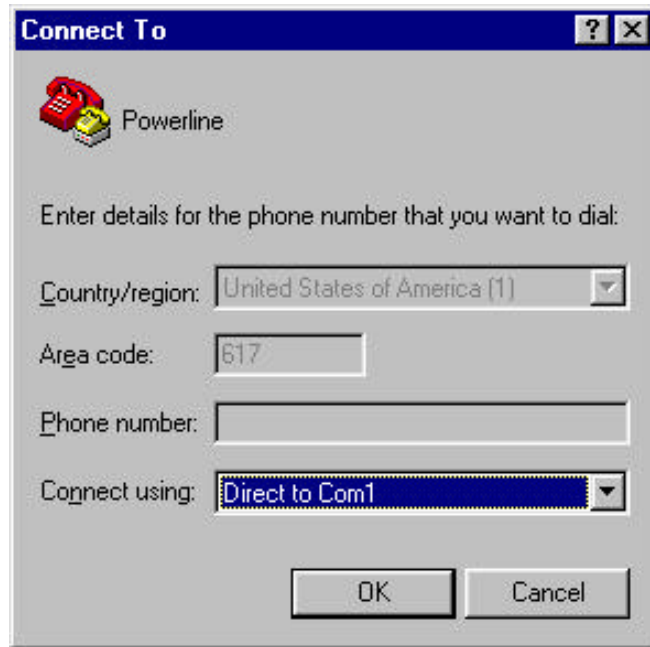 Connect To
Powerline
Enter details for the phone number that you want to dial:
Country/region: United States of America (1)
Area code: 617
Phone number:
Connect using: Direct to Com1
OK Cancel